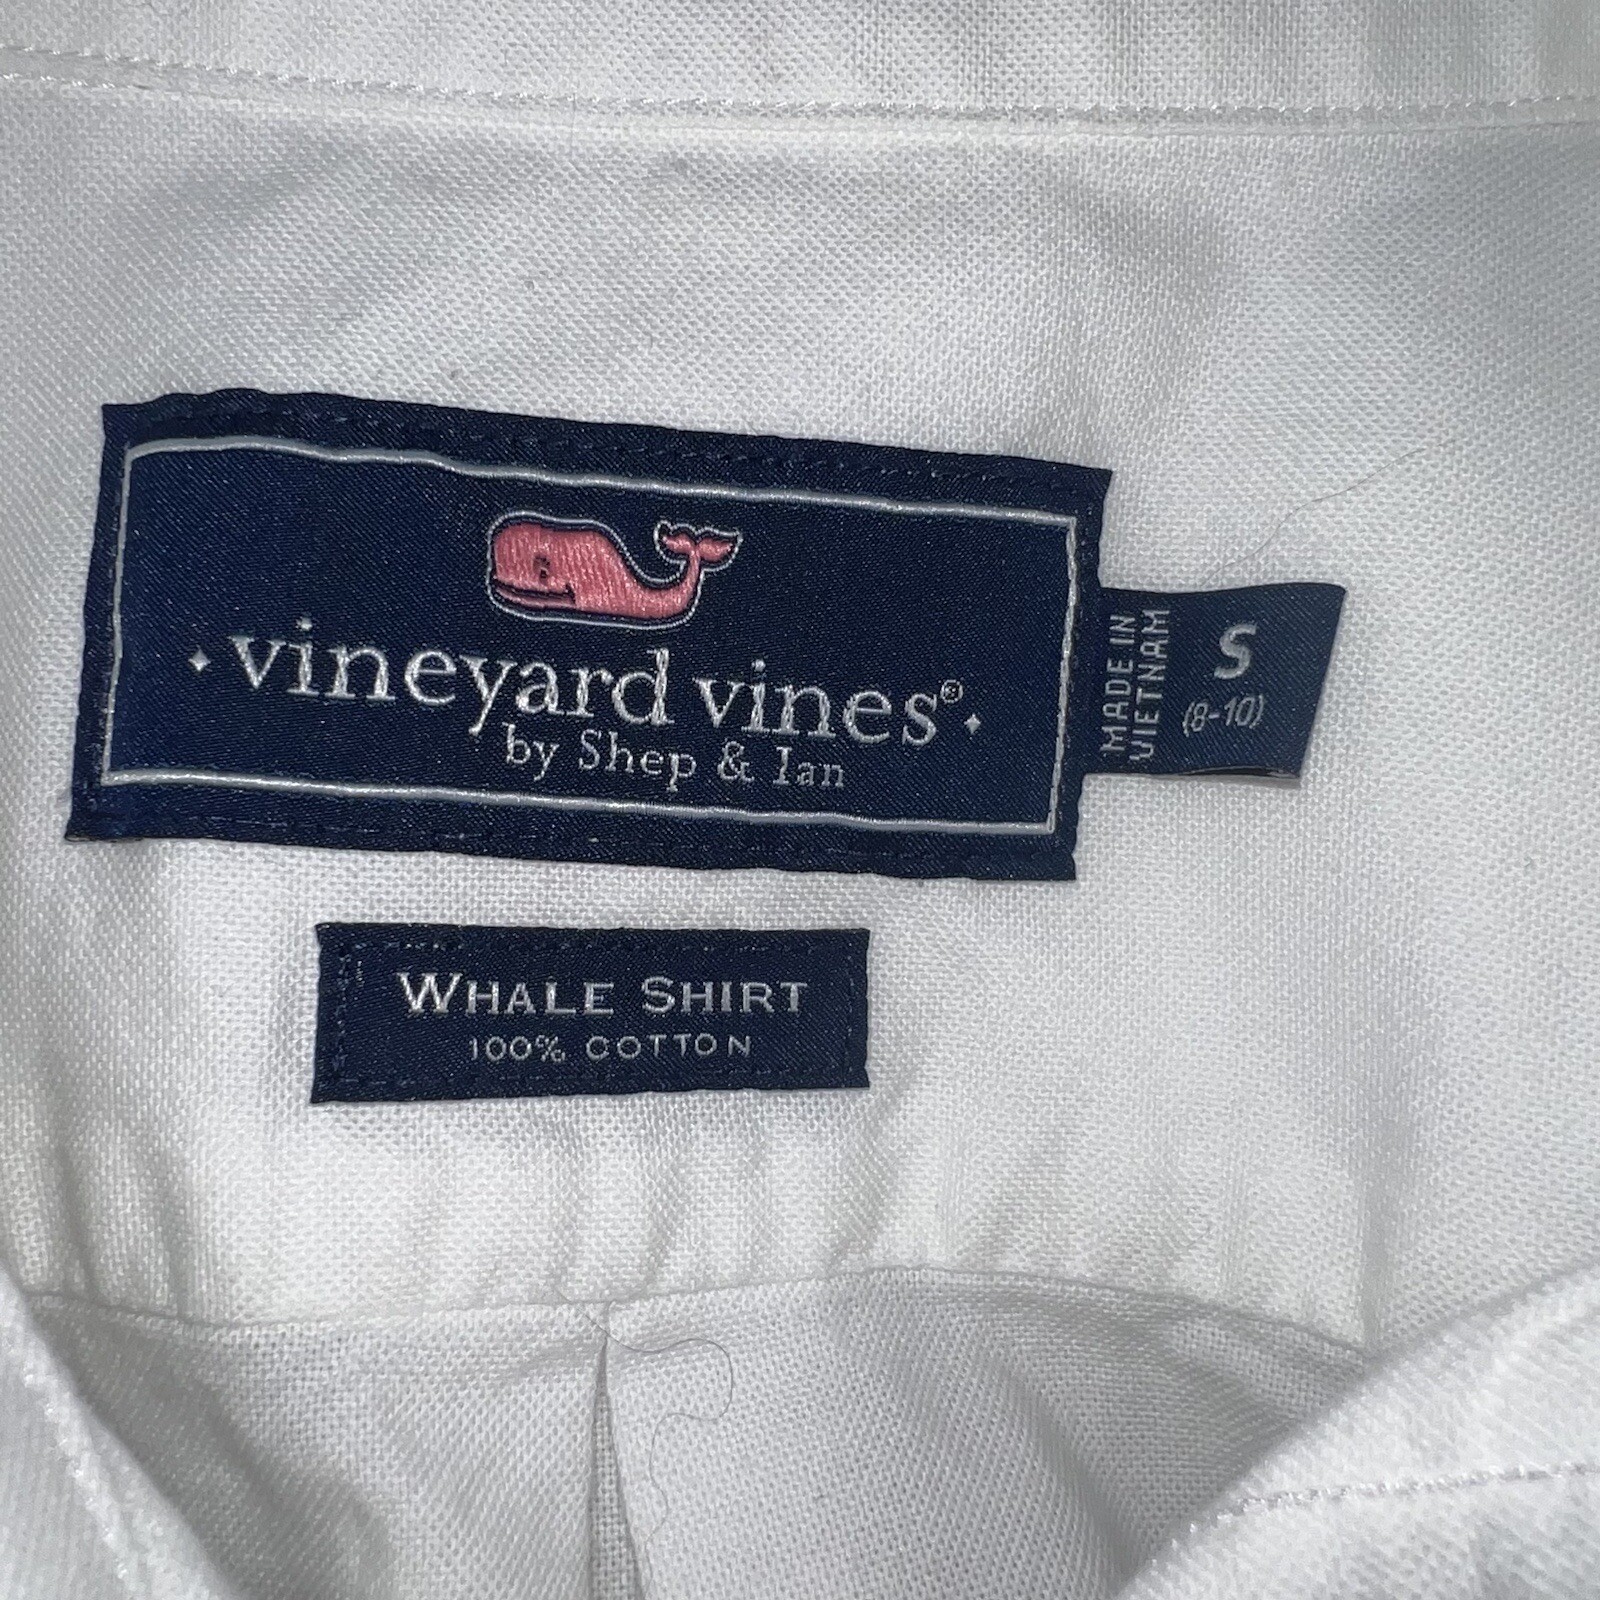 vineyard vines®
by Shep & Ian
MADE IN
VIETNAM
S
(8-10)
WHALE SHIRT
100% COTTON